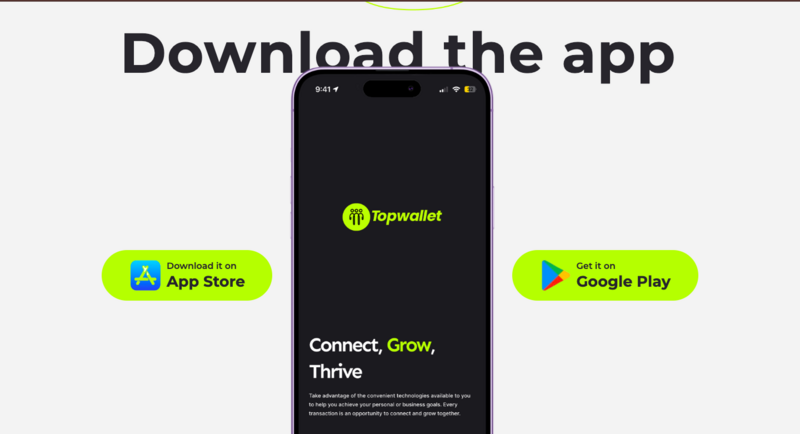 Download the app
9:41
Topwallet
Download it on
App Store
Get it on
Google Play
Connect, Grow,
Thrive
Take advantage of the convenient technologies available to you
to help you achieve your personal or business goals. Every
transaction is an opportunity to connect and grow together.